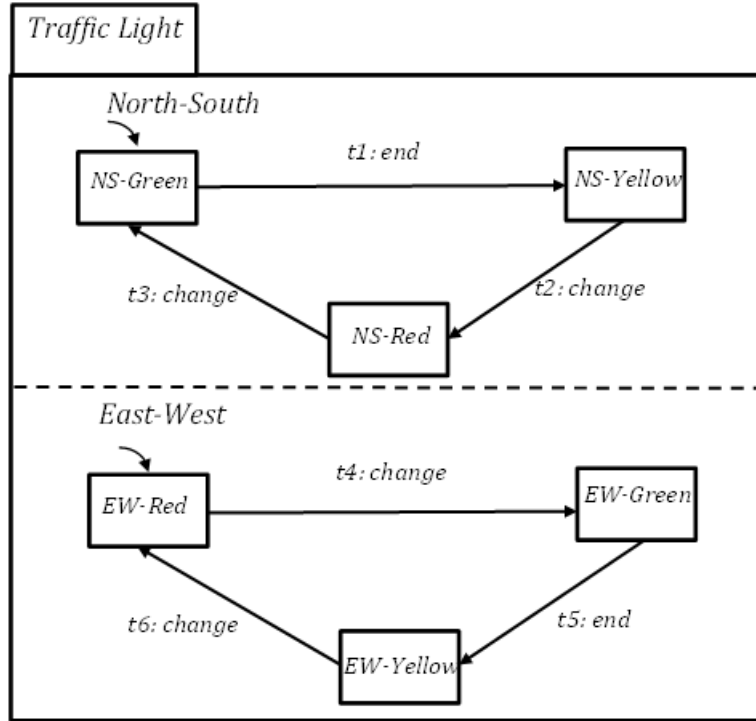 Traffic Light
North-South
t1: end
NS-Green
NS-Yellow
t3: change
t2: change
NS-Red
East-West
t4: change
EW-Red
EW-Green
t6: change
t5: end
EW-Yellow